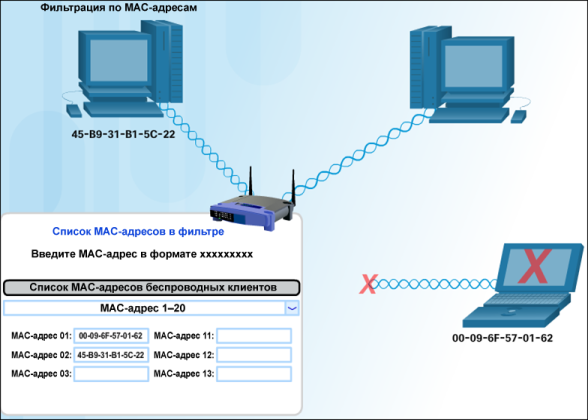 Фильтрация по MAC-адресам
45-B9-31-B1-5C-22
Список MAC-адресов в фильтре
Введите MAC-адрес в формате xxxxxxxxx
Список MAC-адресов беспроводных клиентов
MAC-адрес 1–20
MAC-адрес 01: 00-09-6F-57-01-62 MAC-адрес 11:
MAC-адрес 02: 45-B9-31-B1-5C-22 MAC-адрес 12:
MAC-адрес 03: MAC-адрес 13:
X
X
00-09-6F-57-01-62